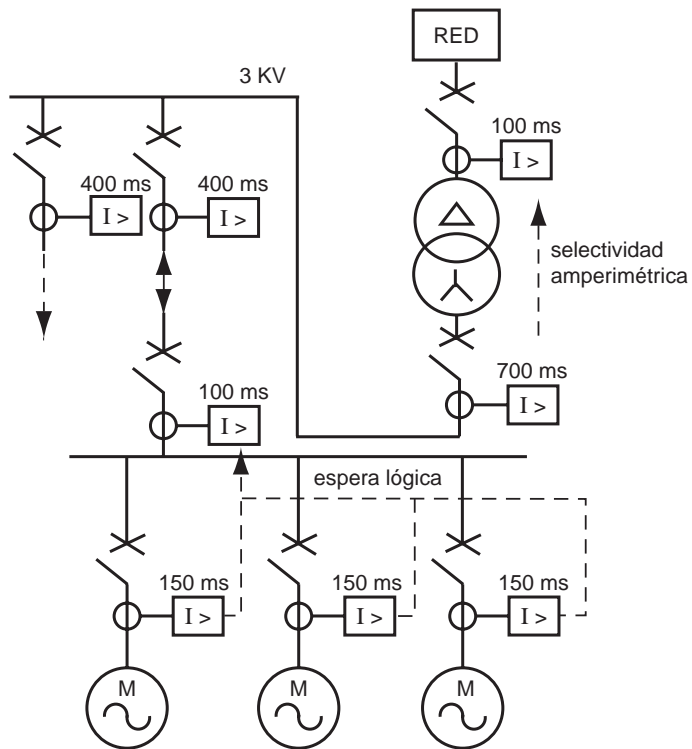 RED
3 KV
100 ms
I >
400 ms
I >
400 ms
I >
selectividad
amperimétrica
700 ms
I >
100 ms
I >
espera lógica
150 ms
I >
150 ms
I >
150 ms
I >
M
M
M